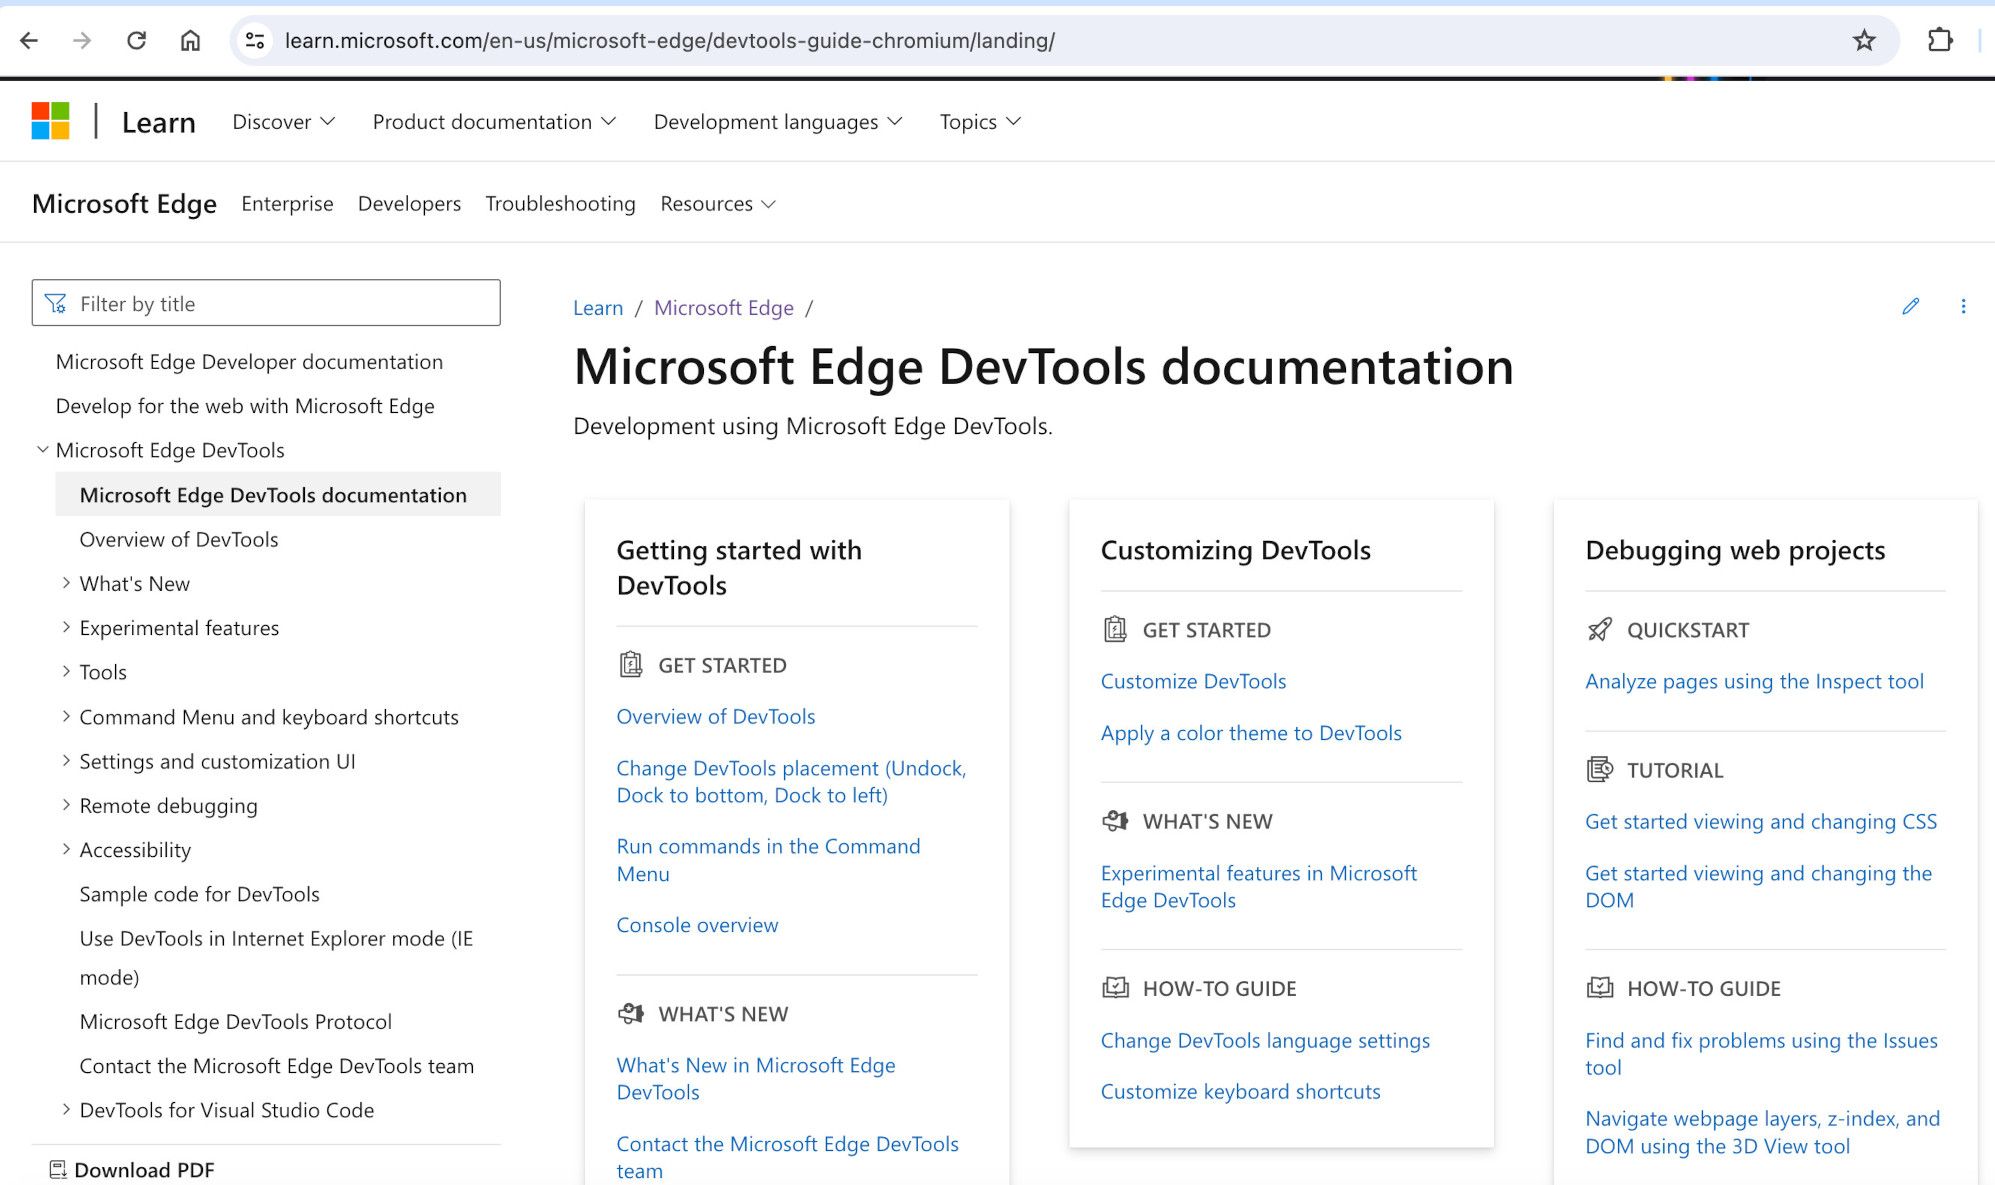 learn.microsoft.com/en-us/microsoft-edge/devtools-guide-chromium/landing/
Learn
Discover
Product documentation
Development languages
Topics
Microsoft Edge
Enterprise
Developers
Troubleshooting
Resources
Filter by title
Microsoft Edge Developer documentation
Develop for the web with Microsoft Edge
Microsoft Edge DevTools
Microsoft Edge DevTools documentation
Overview of DevTools
What's New
Experimental features
Tools
Command Menu and keyboard shortcuts
Settings and customization UI
Remote debugging
Accessibility
Sample code for DevTools
Use DevTools in Internet Explorer mode (IE
mode)
Microsoft Edge DevTools Protocol
Contact the Microsoft Edge DevTools team
DevTools for Visual Studio Code
Download PDF
Learn / Microsoft Edge /
Microsoft Edge DevTools documentation
Development using Microsoft Edge DevTools.
Getting started with
DevTools
GET STARTED
Overview of DevTools
Change DevTools placement (Undock,
Dock to bottom, Dock to left)
Run commands in the Command
Menu
Console overview
WHAT'S NEW
What's New in Microsoft Edge
DevTools
Contact the Microsoft Edge DevTools
team
Customizing DevTools
GET STARTED
Customize DevTools
Apply a color theme to DevTools
WHAT'S NEW
Experimental features in Microsoft
Edge DevTools
HOW-TO GUIDE
Change DevTools language settings
Customize keyboard shortcuts
Debugging web projects
QUICKSTART
Analyze pages using the Inspect tool
TUTORIAL
Get started viewing and changing CSS
Get started viewing and changing the
DOM
HOW-TO GUIDE
Find and fix problems using the Issues
tool
Navigate webpage layers, z-index, and
DOM using the 3D View tool